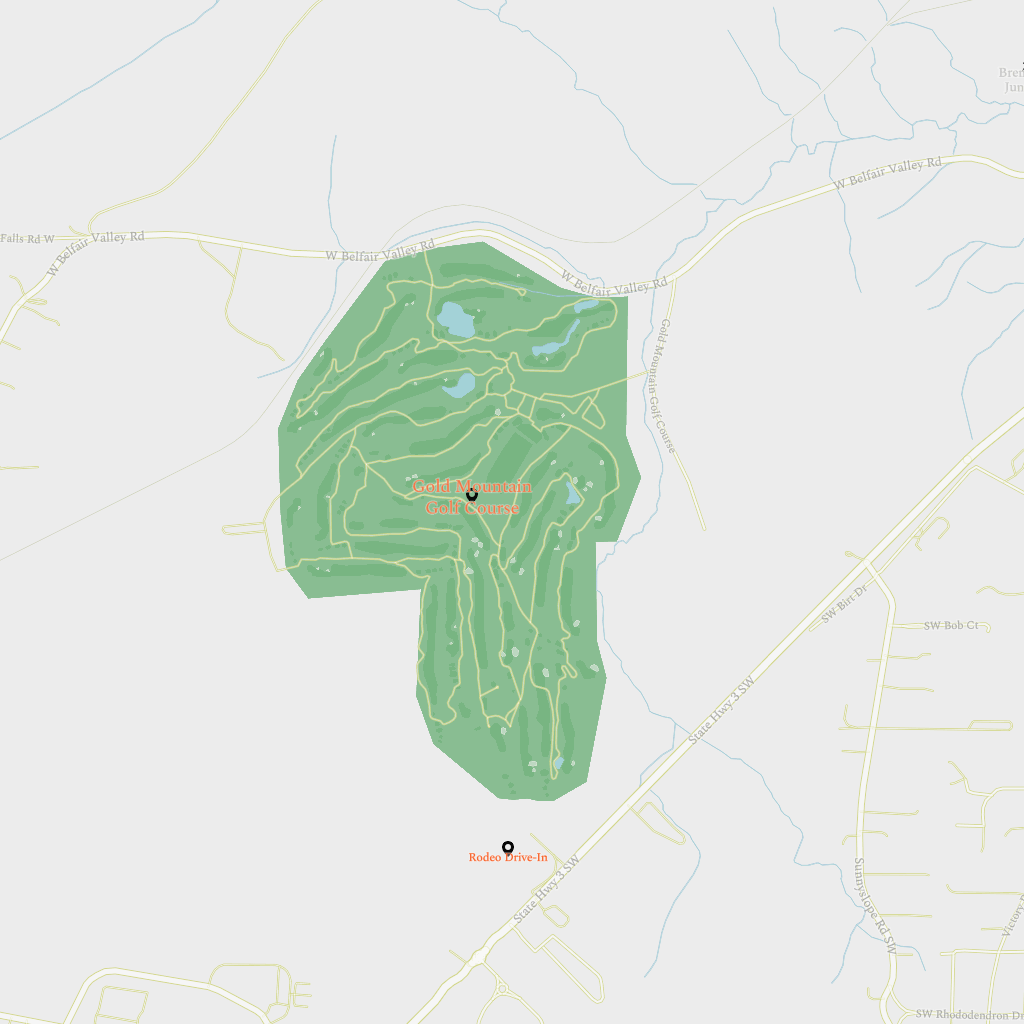 W Belfair Valley Rd
Falls Rd W
W Belfair Valley Rd
W Belfair Valley Rd
W Belfair Valley Rd
Gold Mountain Golf Course
Gold Mountain
Golf Course
SW Birt Dr
SW Bob Ct
State Hwy 3 SW
Rodeo Drive-In
State Hwy 3 SW
Sunnyslope Rd SW
Victory
SW Rhododendron Dr